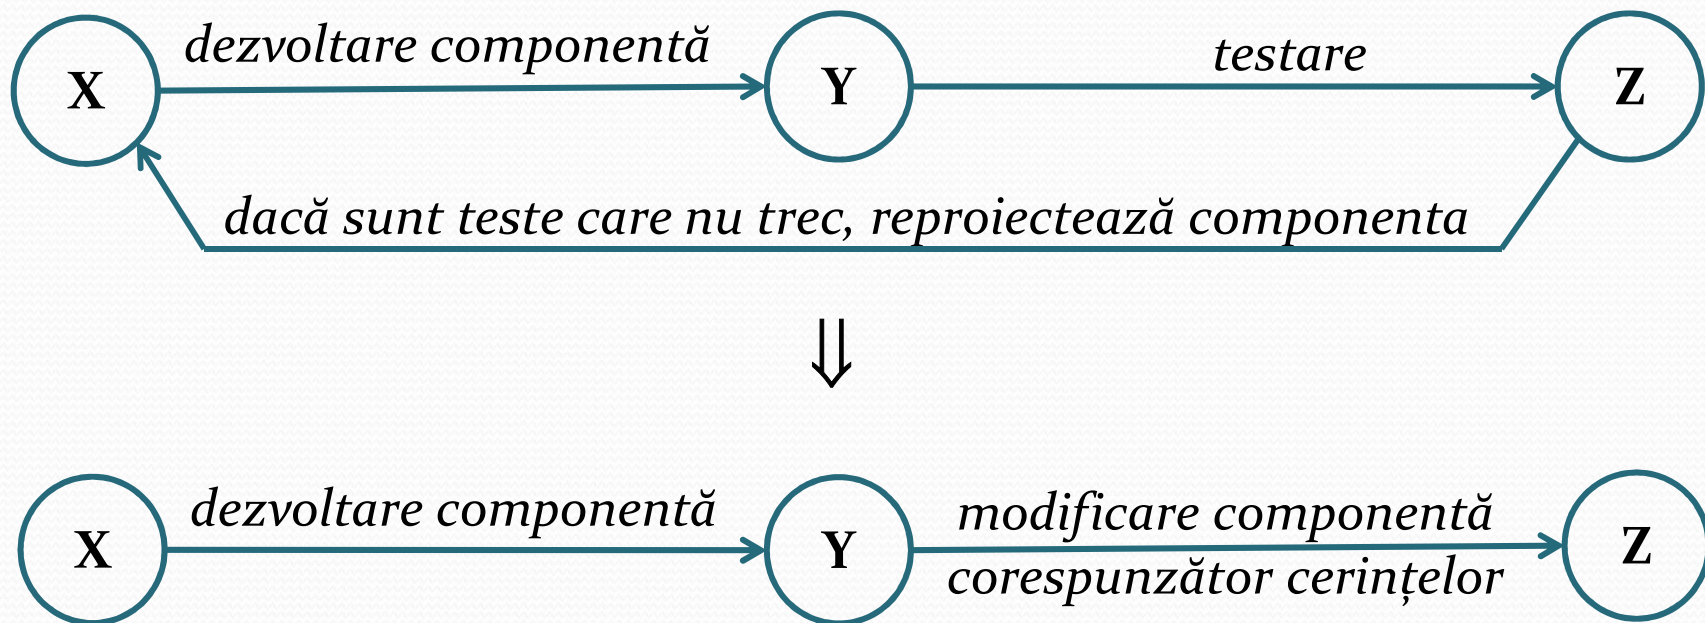 dezvoltare componentă
testare
X
Y
Z
dacă sunt teste care nu trec, reproiectează componenta
⇓
dezvoltare componentă
modificare componentă
X
Y
Z
corespunzător cerințelor